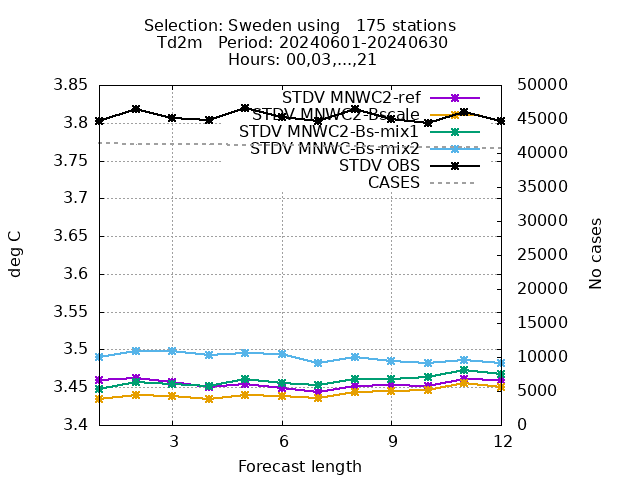 Selection: Sweden using   175 stations
Td2m   Period: 20240601-20240630
Hours: 00,03,...,21
STDV MNWC2-ref
STDV MNWC2-Bscale
STDV MNWC2-Bs-mix1
STDV MNWC-Bs-mix2
STDV OBS
CASES
3.85
3.8
3.75
3.7
3.65
3.6
3.55
3.5
3.45
3.4
50000
45000
40000
35000
30000
25000
20000
15000
10000
5000
0
deg C
No cases
3 6 9 12
Forecast length